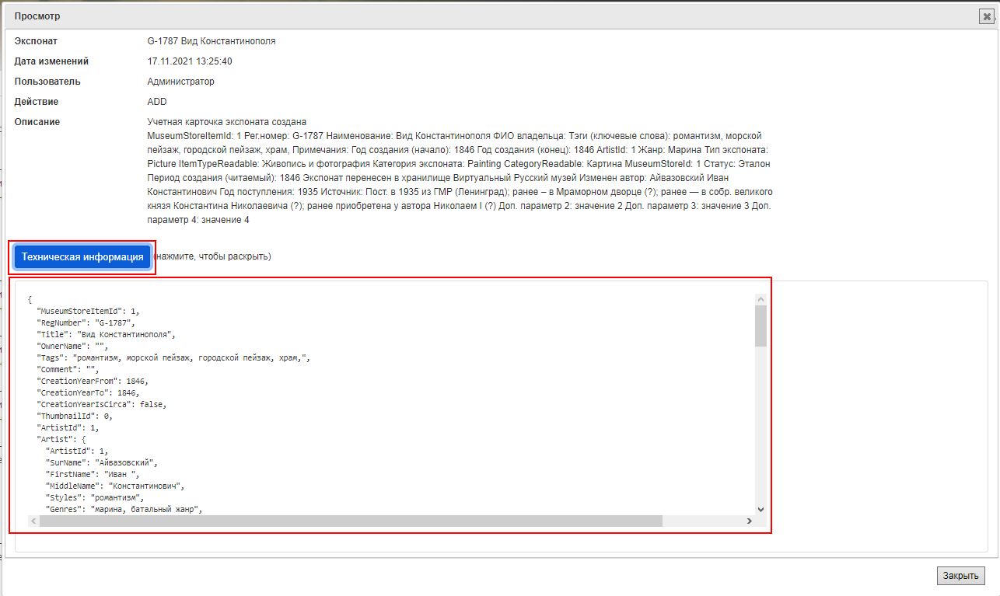 Просмотр
Экспонат G-1787 Вид Константинополя
Дата изменений 17.11.2021 13:25:40
Пользователь Администратор
Действие ADD
Описание Учетная карточка экспоната создана
MuseumStoreItemId: 1 Рег.номер: G-1787 Наименование: Вид Константинополя ФИО владельца: Тэги (ключевые слова): романтизм, морской
пейзаж, городской пейзаж, храм, Примечания: Год создания (начало): 1846 Год создания (конец): 1846 ArtistId: 1 Жанр: Марина Тип экспоната:
Picture ItemTypeReadable: Живопись и фотография Категория экспоната: Painting CategoryReadable: Картина MuseumStoreId: 1 Статус: Эталон
Период создания (читаемый): 1846 Экспонат перенесен в хранилище Виртуальный Русский музей Изменен автор: Айвазовский Иван
Константинович Год поступления: 1935 Источник: Пост. в 1935 из ГМР (Ленинград); ранее – в Мраморном дворце (?); ранее — в собр. великого
князя Константина Николаевича (?); ранее приобретена у автора Николаем I (?) Доп. параметр 2: значение 2 Доп. параметр 3: значение 3 Доп.
параметр 4: значение 4
Техническая информация (нажмите, чтобы раскрыть)
{
"MuseumStoreItemId": 1,
"RegNumber": "G-1787",
"Title": "Вид Константинополя",
"OwnerName": "",
"Tags": "романтизм, морской пейзаж, городской пейзаж, храм,",
"Comment": "",
"CreationYearFrom": 1846,
"CreationYearTo": 1846,
"CreationYearIsCirca": false,
"ThumbnailId": 0,
"ArtistId": 1,
"Artist": {
"ArtistId": 1,
"SurName": "Айвазовский",
"FirstName": "Иван ",
"MiddleName": "Константинович",
"Styles": "романтизм",
"Genres": "марина, батальный жанр",
Закрыть